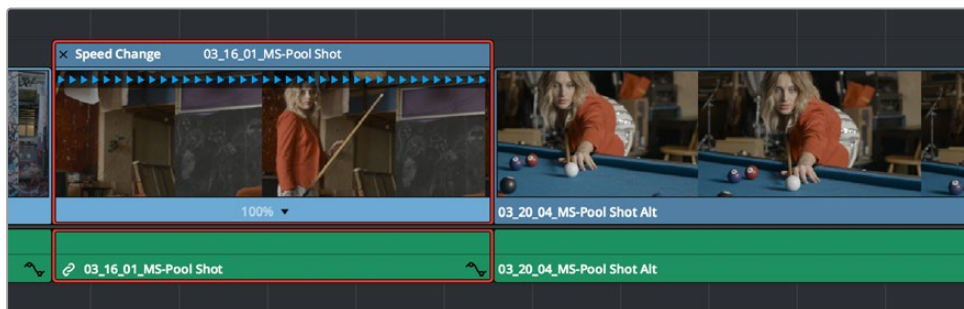 Speed Change 03_16_01_MS-Pool Shot
100%
03_20_04_MS-Pool Shot Alt
03_16_01_MS-Pool Shot
03_20_04_MS-Pool Shot Alt